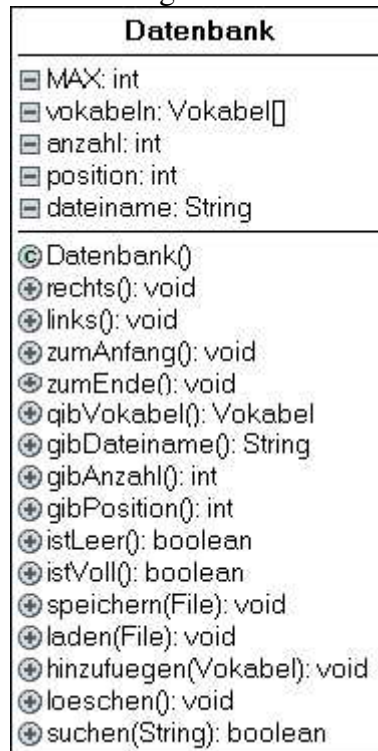 Datenbank
MAX: int
vokabeln: Vokabel[]
anzahl: int
position: int
dateiname: String
Datenbank()
rechts(): void
links(): void
zumAnfang(): void
zumEnde(): void
gibVokabel(): Vokabel
gibDateiname(): String
gibAnzahl(): int
gibPosition(): int
istLeer(): boolean
istVoll(): boolean
speichern(File): void
laden(File): void
hinzufuegen(Vokabel): void
loeschen(): void
suchen(String): boolean